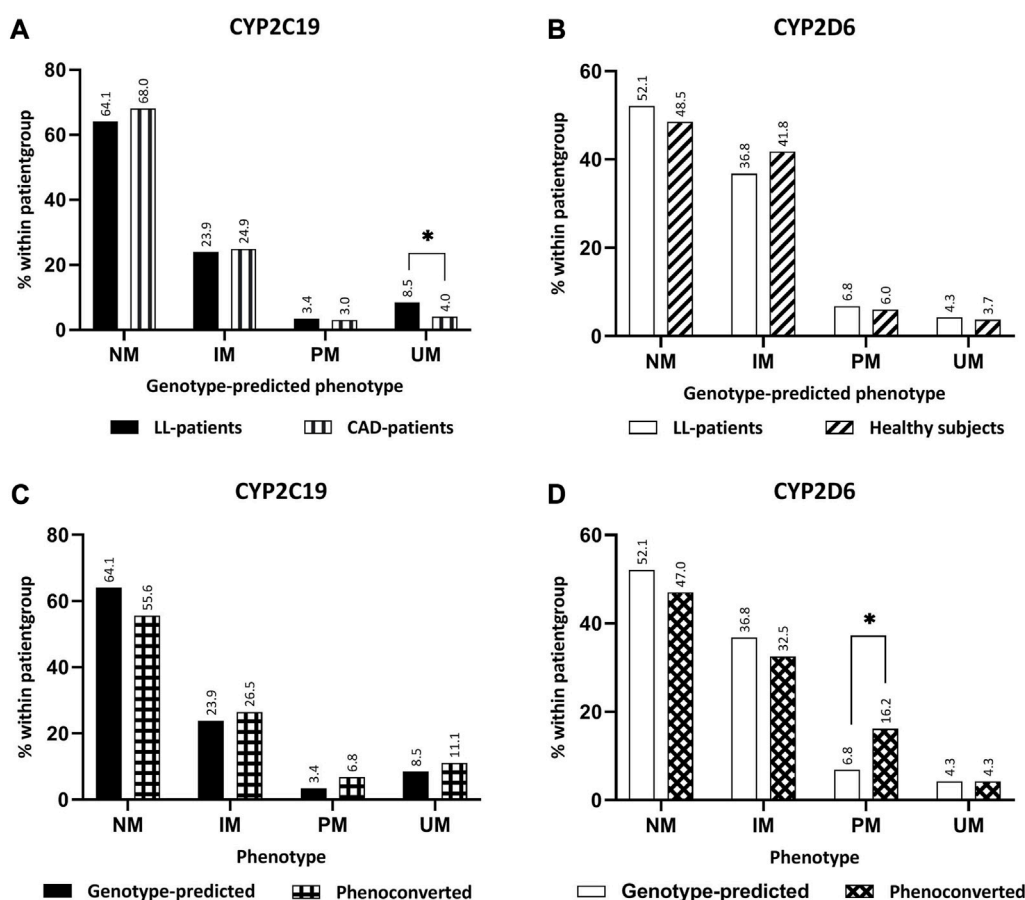 A
CYP2C19
% within patientgroup
80
60
40
20
0
64.1
68.0
23.9
24.9
3.4
3.0
8.5
4.0
*
NM IM PM UM
Genotype-predicted phenotype
LL-patients CAD-patients
B
CYP2D6
% within patientgroup
60
40
20
0
52.1
48.5
36.8
41.8
6.8
6.0
4.3
3.7
NM IM PM UM
Genotype-predicted phenotype
LL-patients Healthy subjects
C
CYP2C19
% within patientgroup
80
60
40
20
0
64.1
55.6
23.9
26.5
3.4
6.8
8.5
11.1
NM IM PM UM
Phenotype
Genotype-predicted Phenoconverted
D
CYP2D6
% within patientgroup
60
40
20
0
52.1
47.0
36.8
32.5
6.8
16.2
4.3
4.3
*
NM IM PM UM
Phenotype
Genotype-predicted Phenoconverted